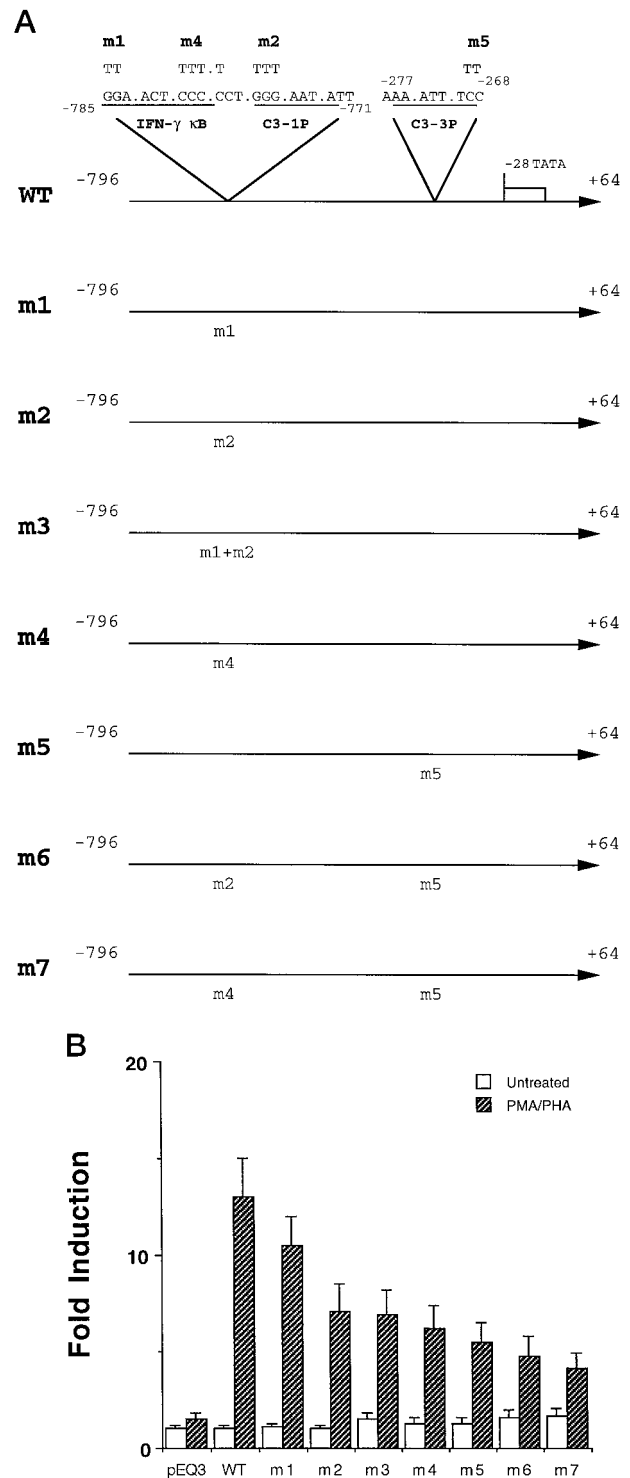 A
m1 m4 m2 m5
TT TTT.T TTT -277 TT -268
-785 GGA.ACT.CCC.CCT.GGG.AAT.ATT -771 AAA.ATT.TCC
IFN-γ κB C3-1P C3-3P
WT -796 -28 TATA +64
m1 -796 +64
m1
m2 -796 +64
m2
m3 -796 +64
m1+m2
m4 -796 +64
m4
m5 -796 +64
m5
m6 -796 +64
m2 m5
m7 -796 +64
m4 m5
B
20
Untreated
PMA/PHA
Fold Induction
10
0
pEQ3 WT m1 m2 m3 m4 m5 m6 m7